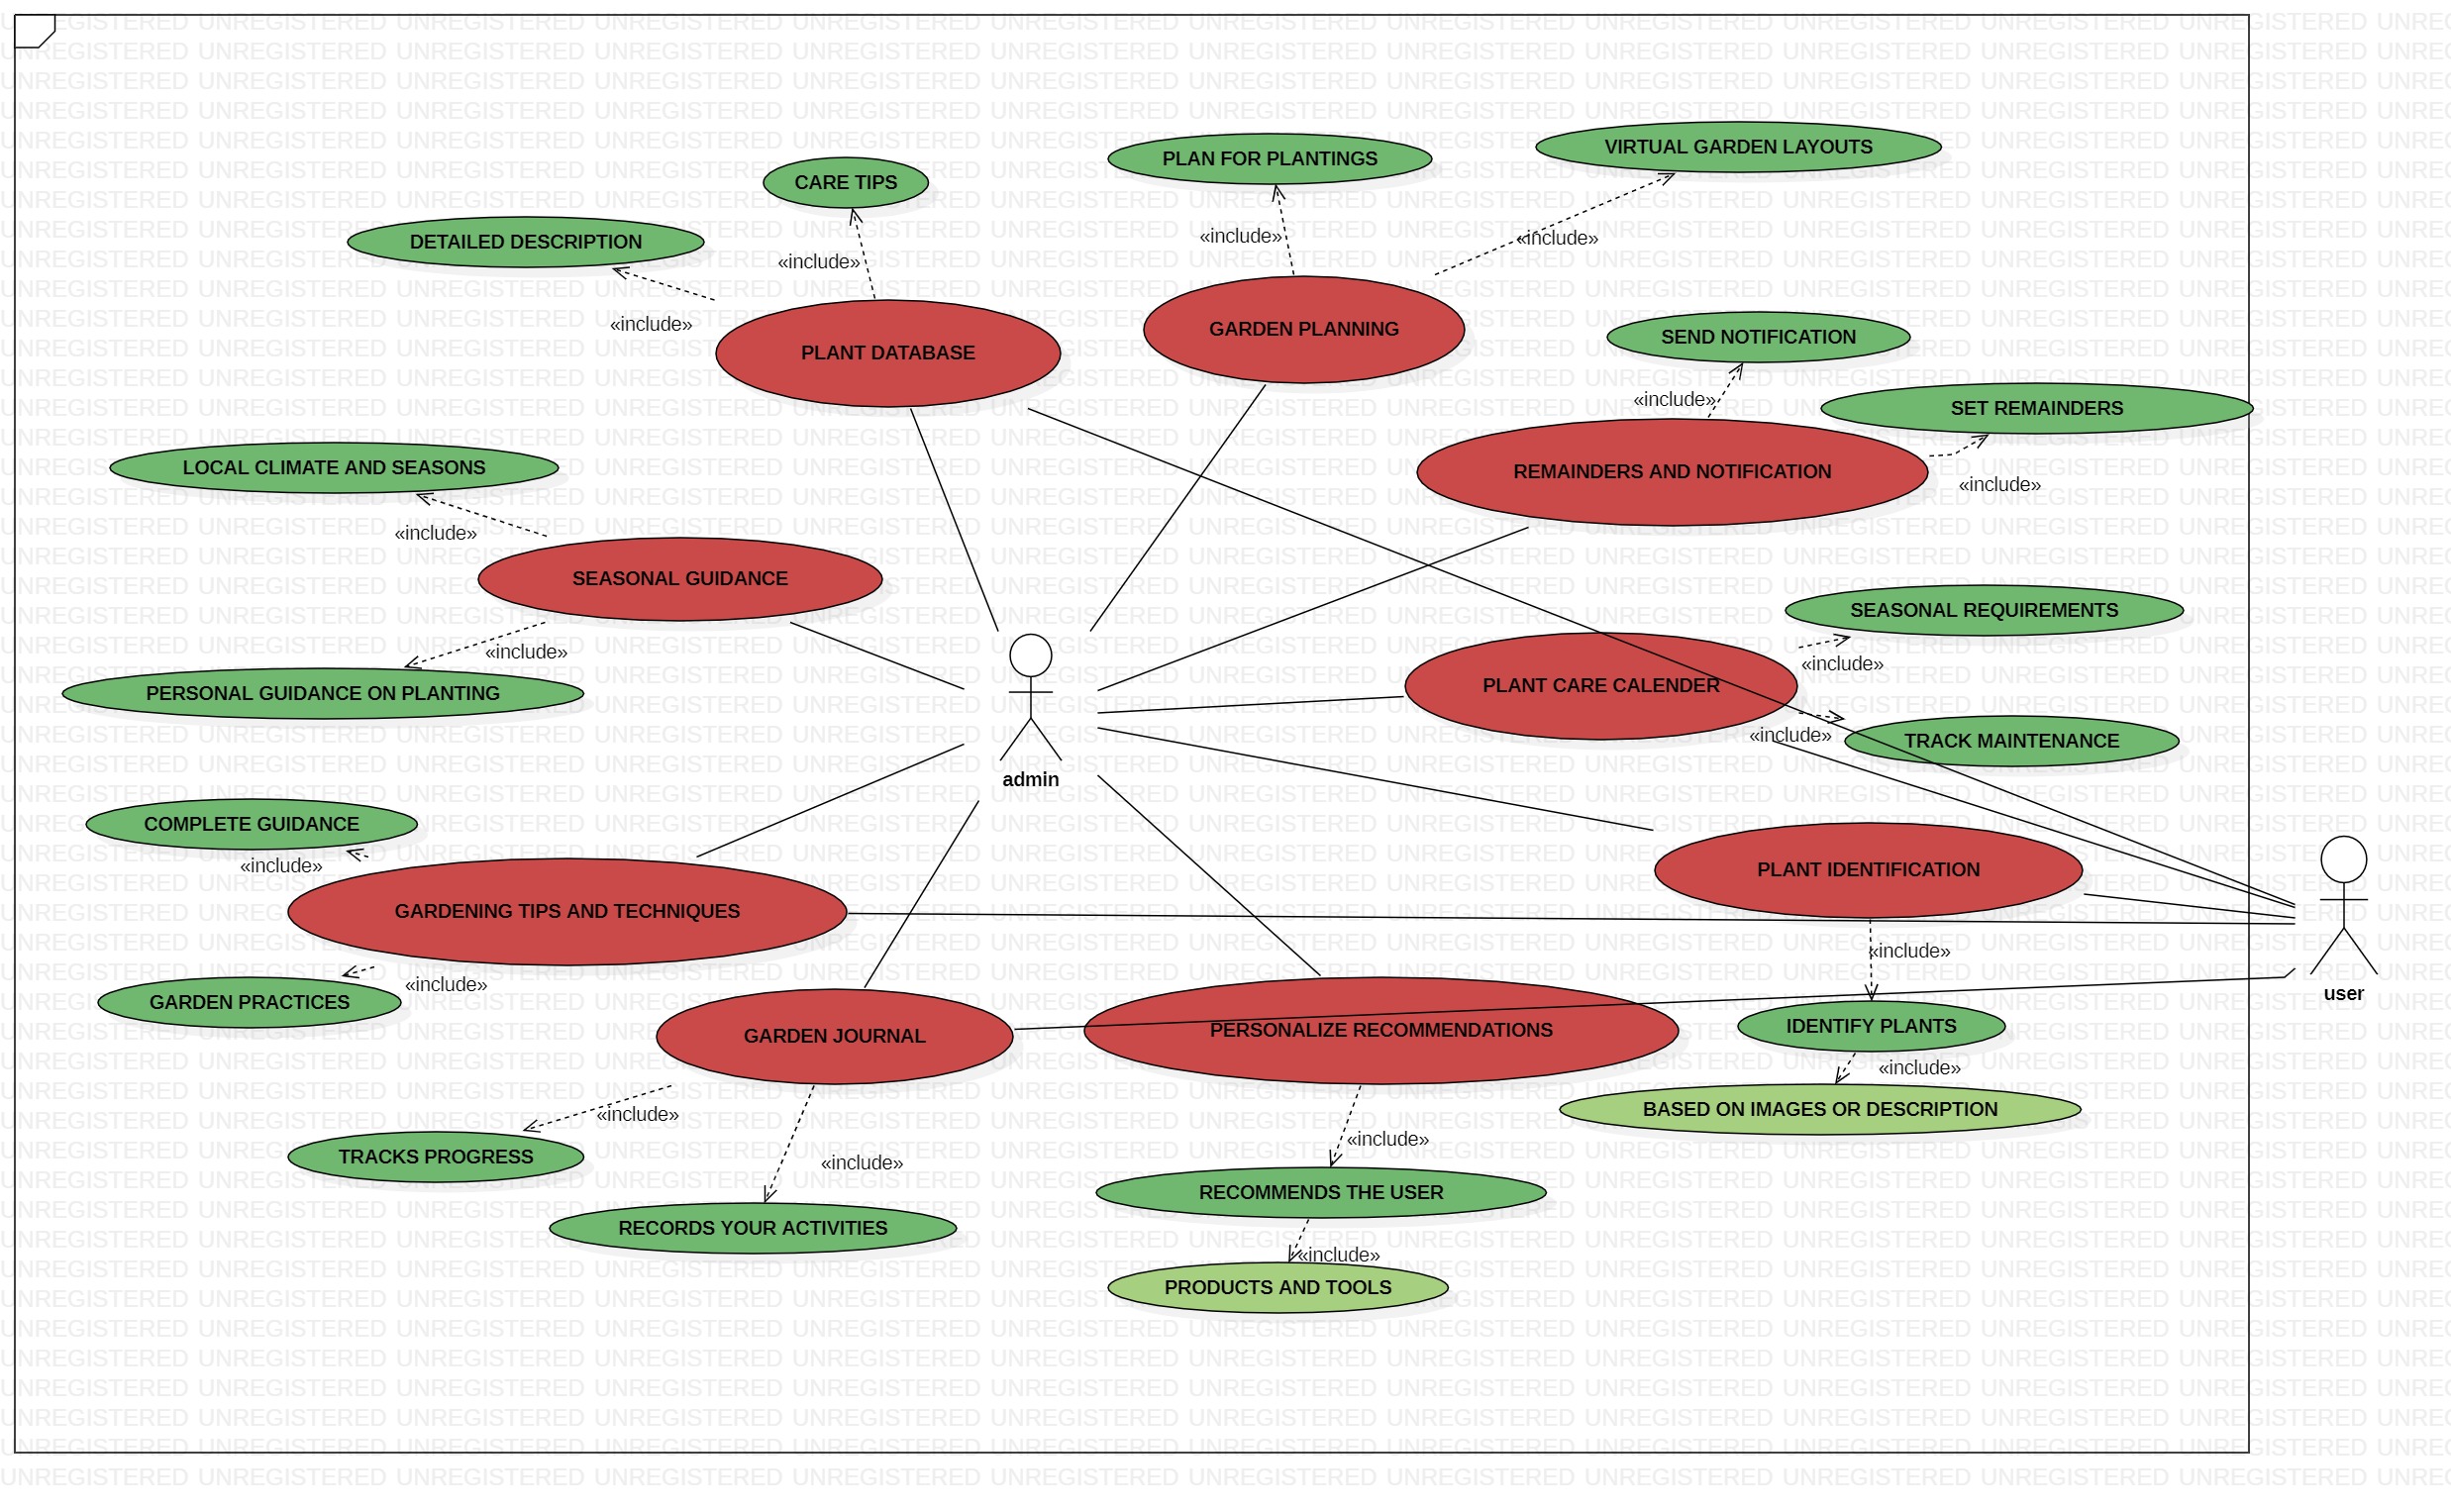 VIRTUAL GARDEN LAYOUTS
PLAN FOR PLANTINGS
CARE TIPS
DETAILED DESCRIPTION
«include»
«include»
«include»
«include»
GARDEN PLANNING
SEND NOTIFICATION
PLANT DATABASE
«include»
SET REMAINDERS
LOCAL CLIMATE AND SEASONS
REMAINDERS AND NOTIFICATION
«include»
«include»
SEASONAL GUIDANCE
SEASONAL REQUIREMENTS
«include»
«include»
PERSONAL GUIDANCE ON PLANTING
PLANT CARE CALENDER
«include»
TRACK MAINTENANCE
admin
COMPLETE GUIDANCE
«include»
PLANT IDENTIFICATION
GARDENING TIPS AND TECHNIQUES
«include»
«include»
user
GARDEN PRACTICES
IDENTIFY PLANTS
PERSONALIZE RECOMMENDATIONS
GARDEN JOURNAL
«include»
BASED ON IMAGES OR DESCRIPTION
«include»
«include»
TRACKS PROGRESS
«include»
RECOMMENDS THE USER
RECORDS YOUR ACTIVITIES
«include»
PRODUCTS AND TOOLS
UNREGISTERED